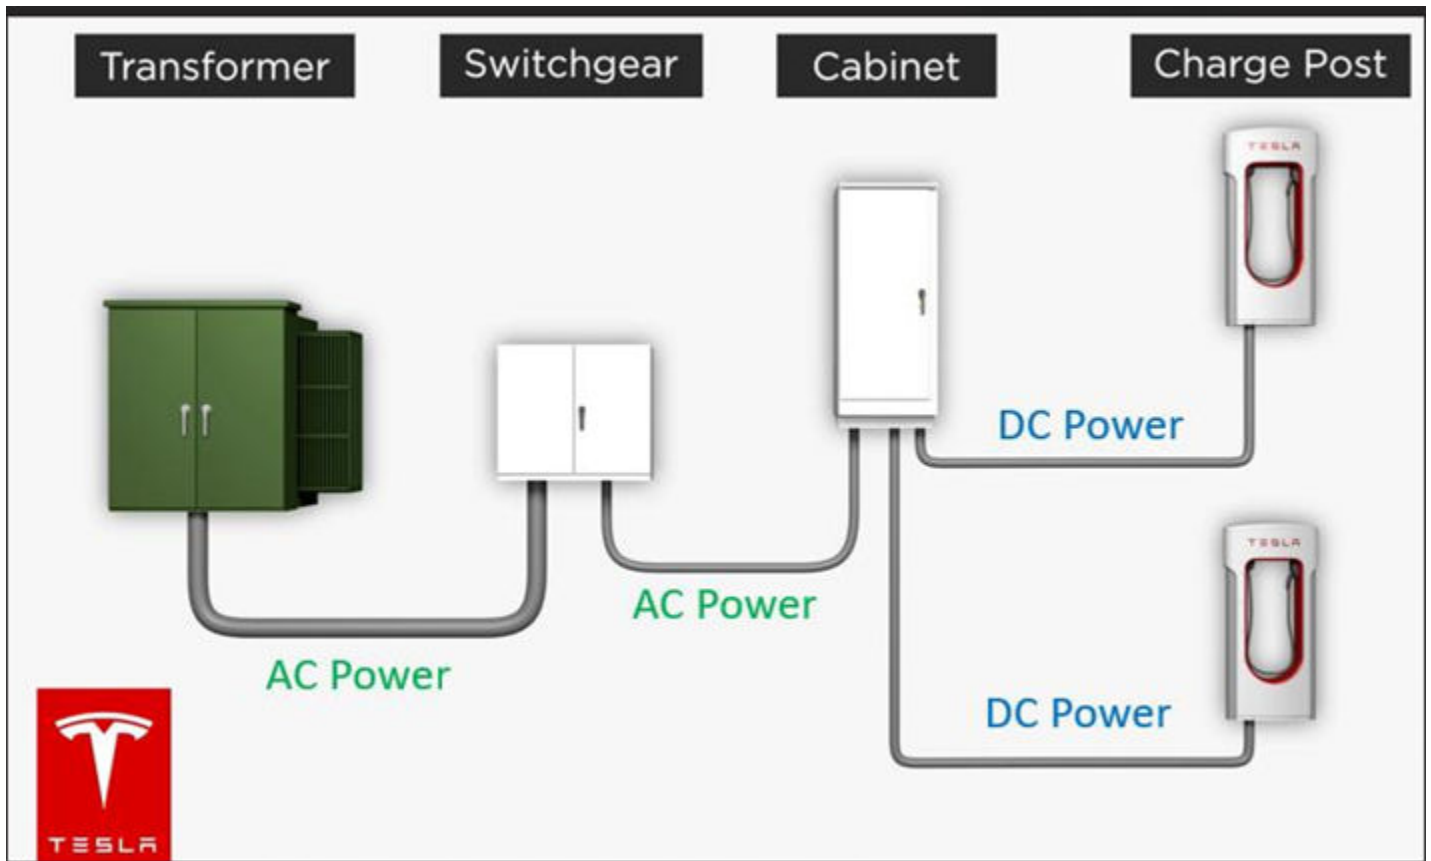 Transformer
Switchgear
Cabinet
Charge Post
TESLA
DC Power
TESLA
AC Power
AC Power
DC Power
TESLA